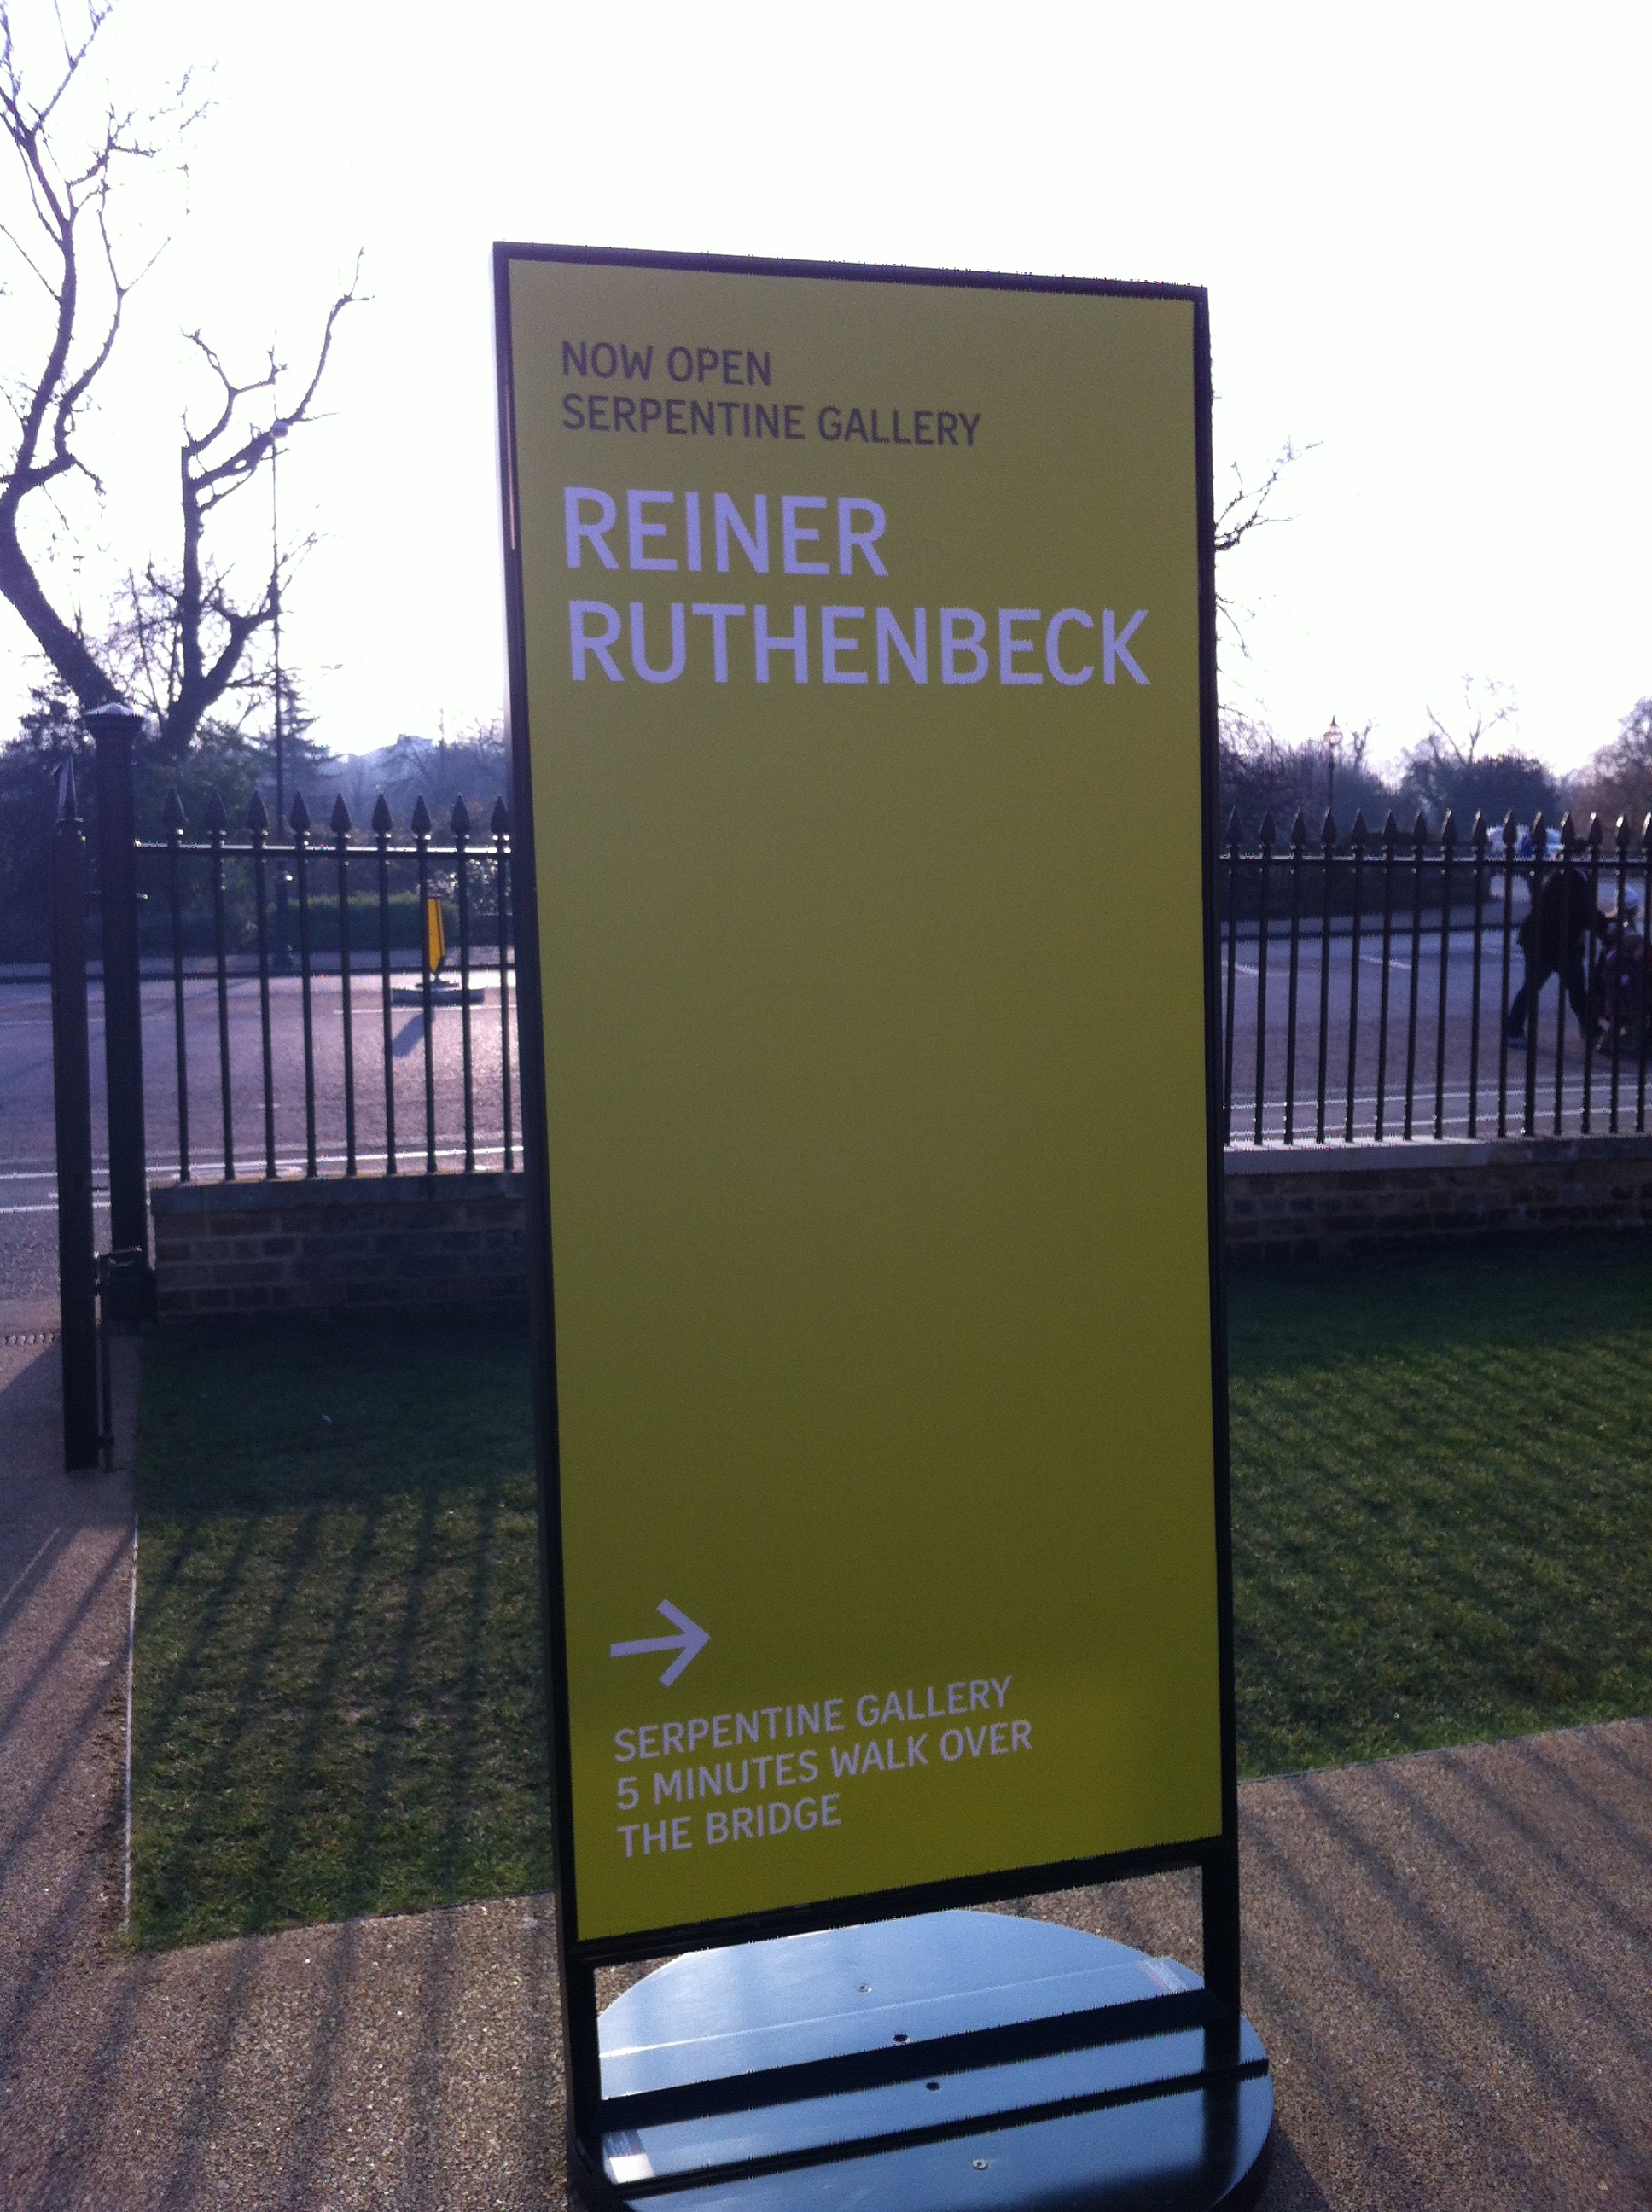 NOW OPEN
SERPENTINE GALLERY
REINER
RUTHENBECK
SERPENTINE GALLERY
5 MINUTES WALK OVER
THE BRIDGE